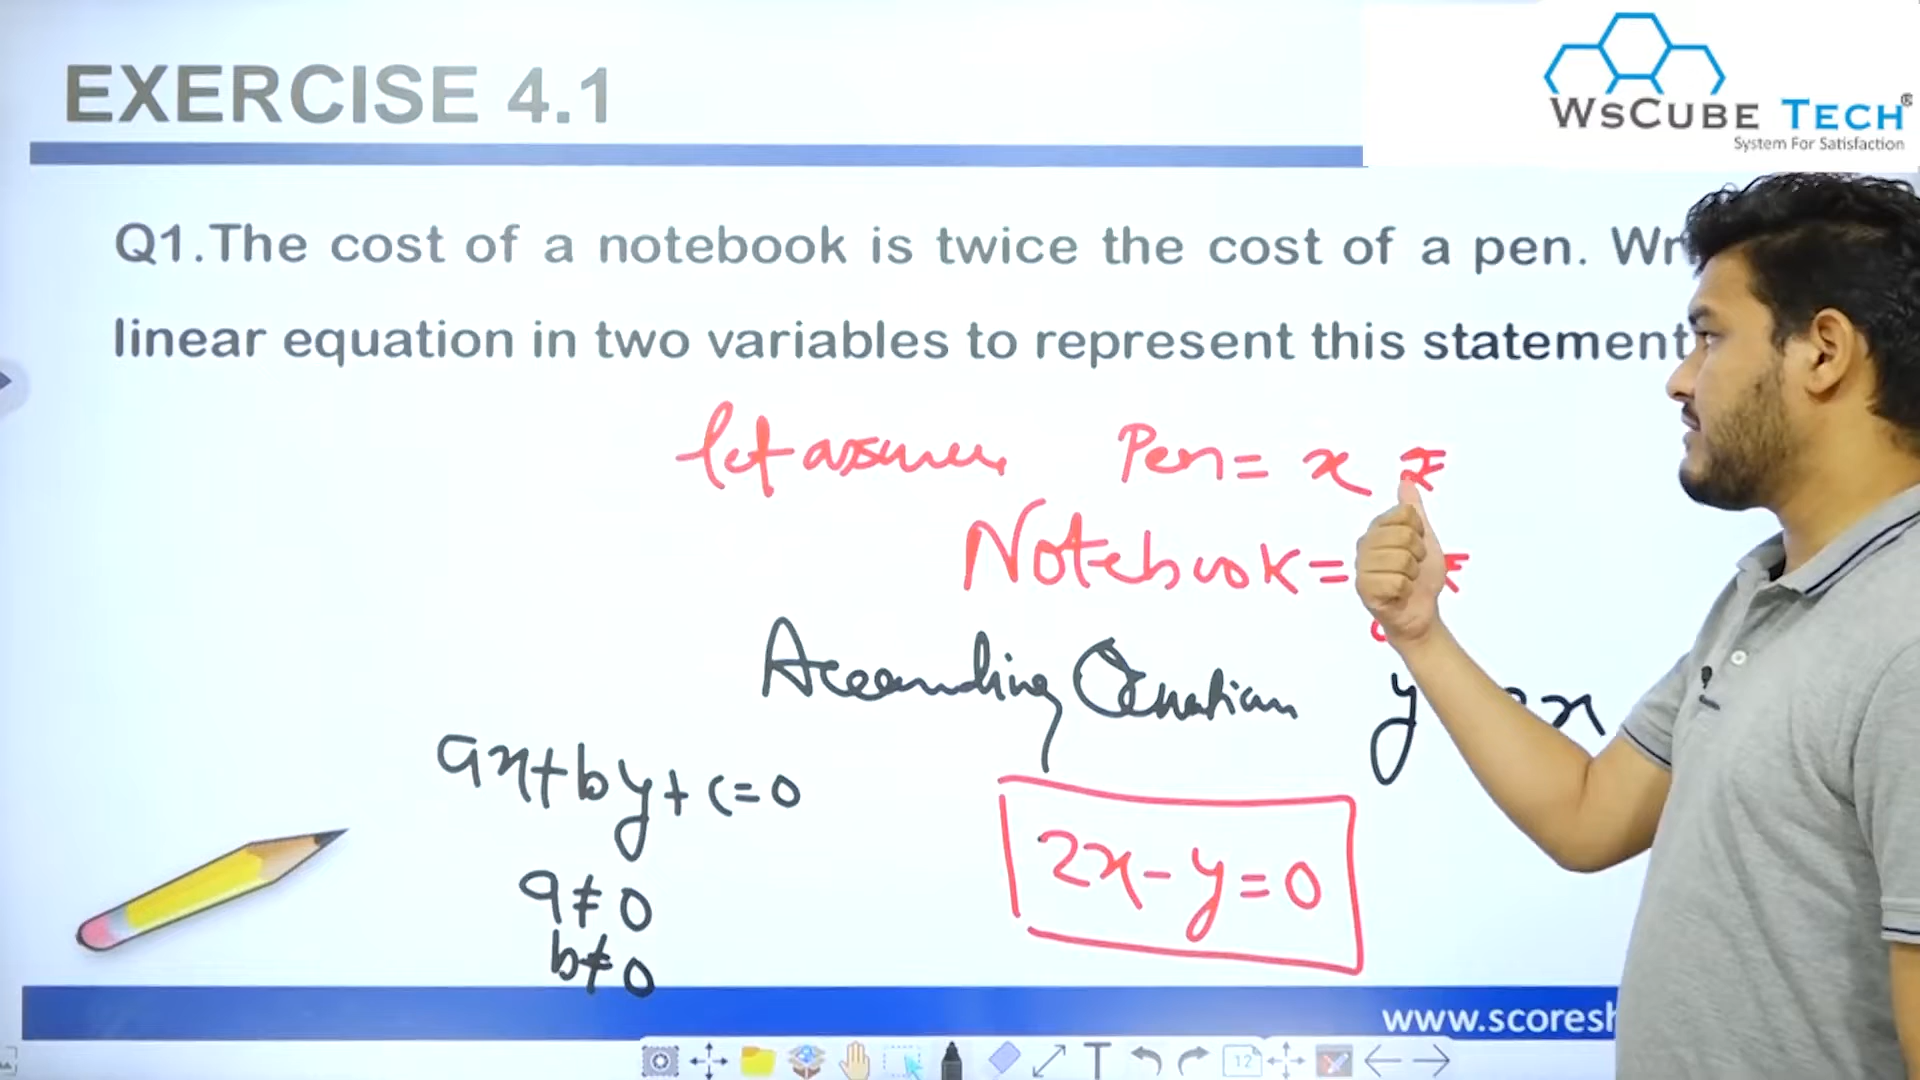 EXERCISE 4.1
WsCUBE TECH®
System For Satisfaction
Q1.The cost of a notebook is twice the cost of a pen. Wr
linear equation in two variables to represent this statement
let assume Pen = x ₹
Notebook =
According y x
ax+by+c=0
2x-y=0
a≠0
b≠0
www.scoresh
12
T